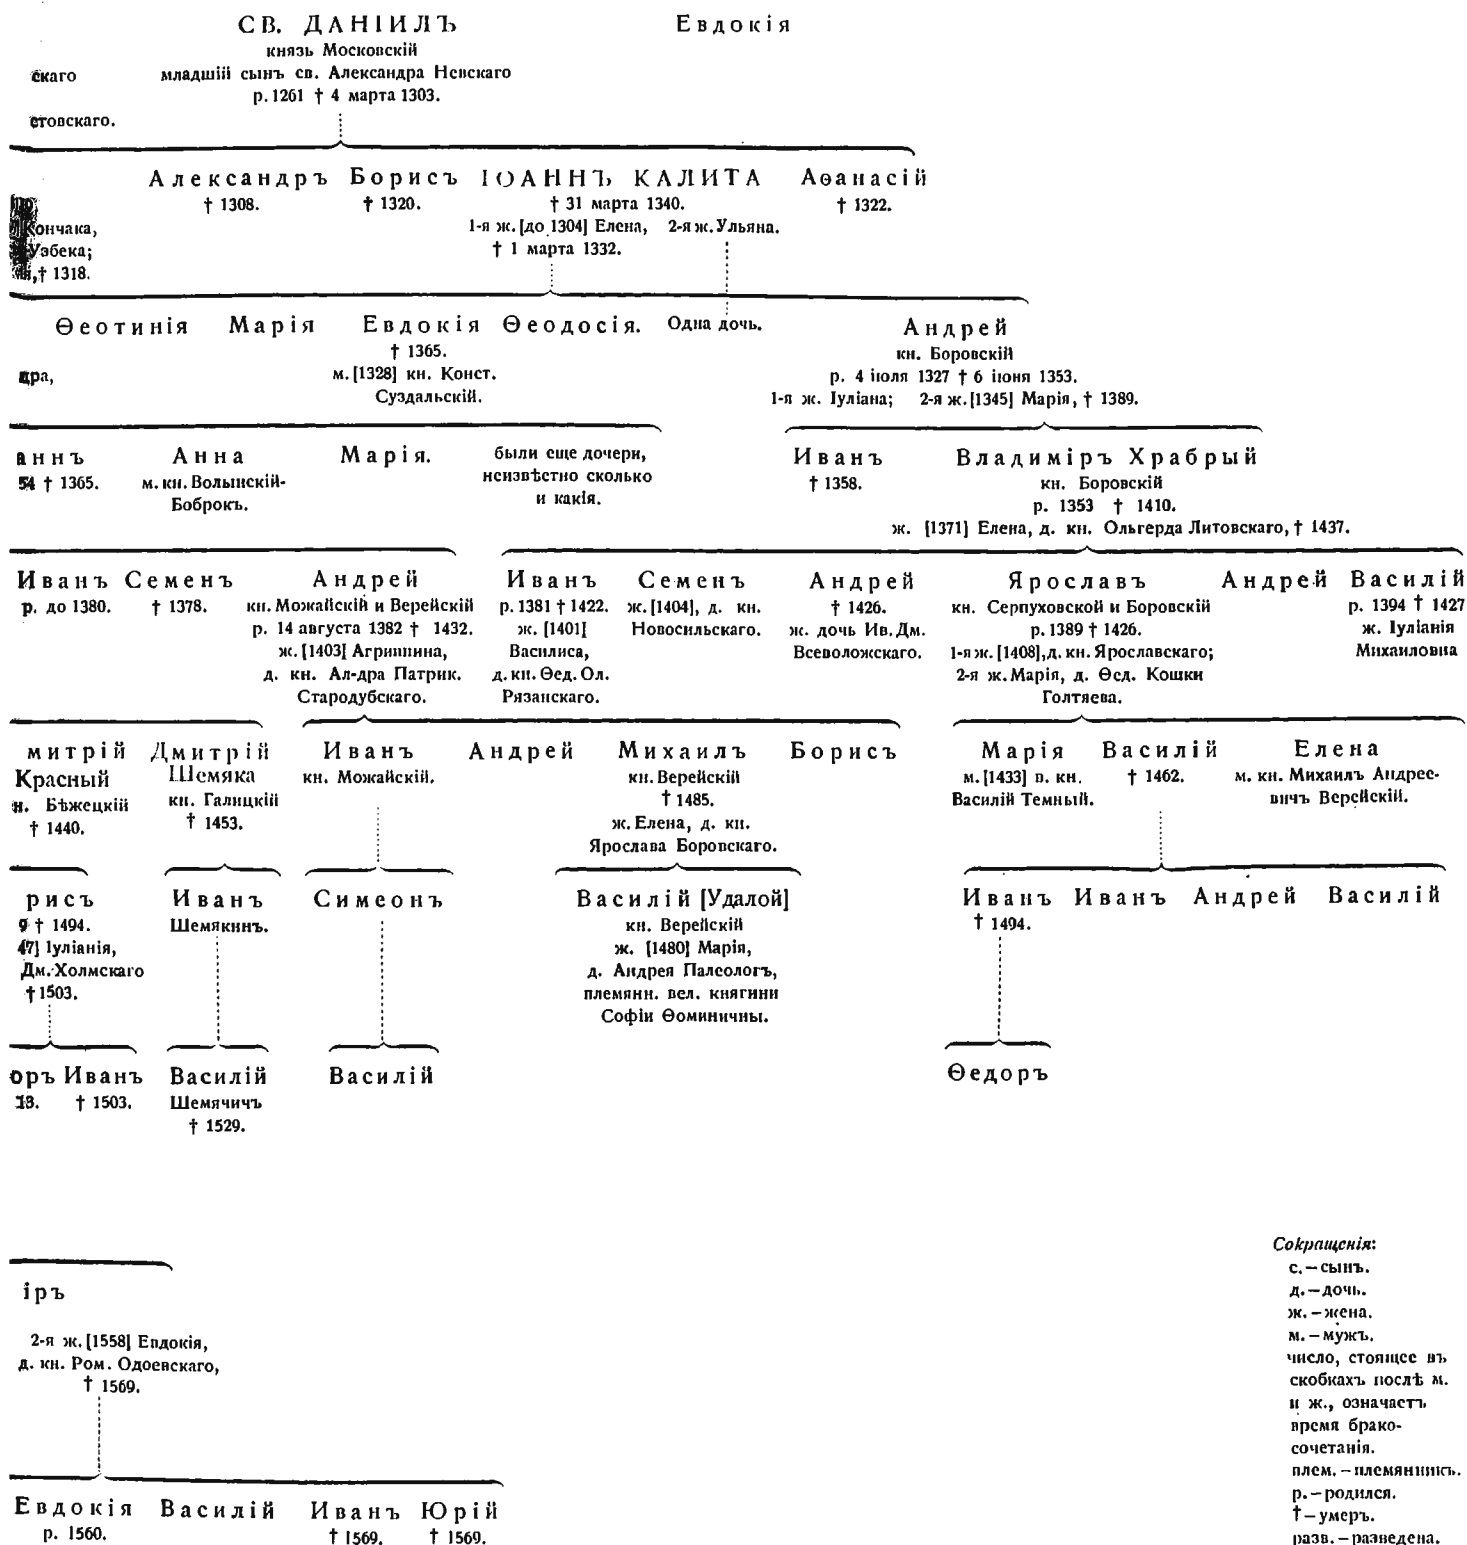 СВ. ДАНІИЛЪ
Евдокія
князь Московскій
младшій сынъ св. Александра Невскаго
р. 1261 † 4 марта 1303.
скаго
стовскаго.
Александръ
† 1308.
Борисъ
† 1320.
ІОАННЪ КАЛИТА
† 31 марта 1340.
1-я ж. [до 1304] Елена,
† 1 марта 1332.
2-я ж. Ульяна.
Аѳанасій
† 1322.
Кончака,
Узбека;
† 1318.
Ѳеотинія
Марія
Евдокія
† 1365.
м. [1328] кн. Конст.
Суздальскій.
Ѳеодосія.
Одна дочь.
Андрей
кн. Боровскій
р. 4 іюля 1327 † 6 іюня 1353.
1-я ж. Іуліана; 2-я ж. [1345] Марія, † 1389.
дра,
аннъ
54 † 1365.
Анна
м. кн. Волынскій-
Боброкъ.
Марія.
были еще дочери,
неизвѣстно сколько
и какія.
Иванъ
† 1358.
Владиміръ Храбрый
кн. Боровскій
р. 1353 † 1410.
ж. [1371] Елена, д. кн. Ольгерда Литовскаго, † 1437.
Иванъ
р. до 1380.
Семенъ
† 1378.
Андрей
кн. Можайскій и Верейскій
р. 14 августа 1382 † 1432.
ж. [1403] Агриппина,
д. кн. Ал-дра Патрик.
Стародубскаго.
Иванъ
р. 1381 † 1422.
ж. [1401]
Василиса,
д. кн. Ѳед. Ол.
Рязанскаго.
Семенъ
ж. [1404], д. кн.
Новосильскаго.
Андрей
† 1426.
ж. дочь Ив. Дм.
Всеволожскаго.
Ярославъ
кн. Серпуховской и Боровскій
р. 1389 † 1426.
1-я ж. [1408], д. кн. Ярославскаго;
2-я ж. Марія, д. Ѳед. Кошки
Голтяева.
Андрей
Василій
р. 1394 † 1427
ж. Іуліанія
Михаиловна
митрій
Красный
н. Бѣжецкій
† 1440.
Дмитрій
Шемяка
кн. Галицкій
† 1453.
Иванъ
кн. Можайскій.
Андрей
Михаилъ
кн. Верейскій
† 1485.
ж. Елена, д. кн.
Ярослава Боровскаго.
Борисъ
Марія
м. [1433] в. кн.
Василій Темный.
Василій
† 1462.
Елена
м. кн. Михаилъ Андрее-
вичъ Верейскій.
рисъ
9 † 1494.
47] Іуліанія,
Дм. Холмскаго
† 1503.
Иванъ
Шемякинъ.
Симеонъ
Василій [Удалой]
кн. Верейскій
ж. [1480] Марія,
д. Андрея Палеологъ,
племянн. вел. княгини
Софіи Ѳоминичны.
Иванъ
† 1494.
Иванъ
Андрей
Василій
оръ
13.
Иванъ
† 1503.
Василій
Шемячичъ
† 1529.
Василій
Ѳедоръ
іръ
2-я ж. [1558] Евдокія,
д. кн. Ром. Одоевскаго,
† 1569.
Евдокія
р. 1560.
Василій
Иванъ
† 1569.
Юрій
† 1569.
Сокращенія:
с. – сынъ.
д. – дочь.
ж. – жена.
м. – мужъ.
число, стоящее въ
скобкахъ послѣ м.
и ж., означаетъ
время брако-
сочетанія.
плем. – племянникъ.
р. – родился.
† – умеръ.
разв. – разведена.